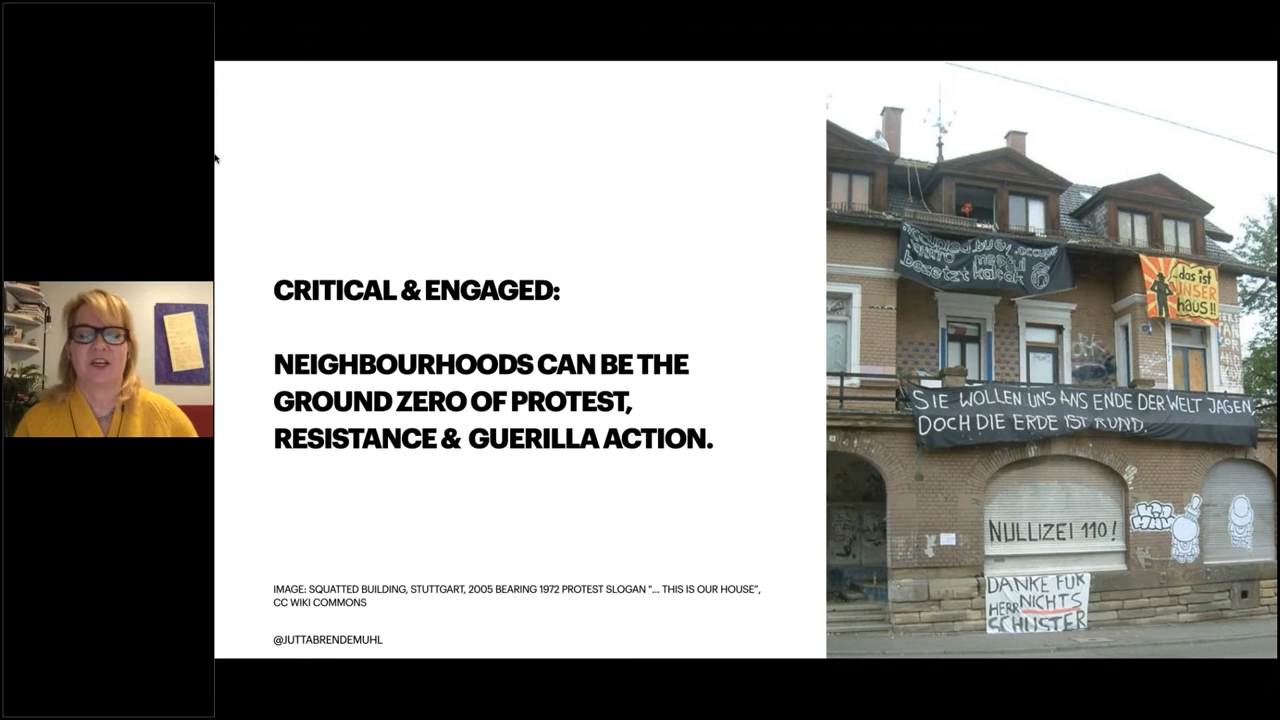 CRITICAL & ENGAGED:
NEIGHBOURHOODS CAN BE THE
GROUND ZERO OF PROTEST,
RESISTANCE & GUERILLA ACTION.
IMAGE: SQUATTED BUILDING, STUTTGART, 2005 BEARING 1972 PROTEST SLOGAN "... THIS IS OUR HOUSE",
CC WIKI COMMONS
@JUTTABRENDEMUHL
besetzt
..das ist
UNSER
haus!!
SIE WOLLEN UNS ANS ENDE DER WELT JAGEN,
DOCH DIE ERDE IST RUND.
NULLIZEI 110!
DANKE FÜR
NICHTS
HERR
SCHUSTER